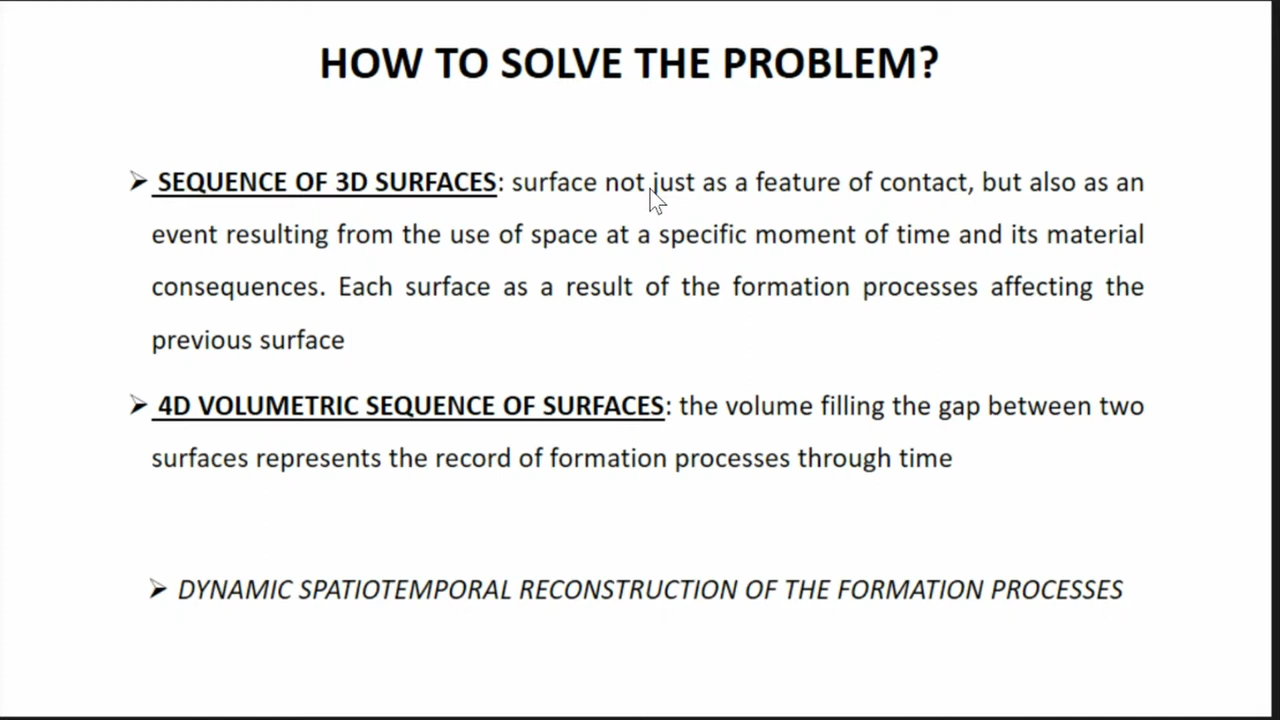 HOW TO SOLVE THE PROBLEM?
➢ SEQUENCE OF 3D SURFACES: surface not just as a feature of contact, but also as an
event resulting from the use of space at a specific moment of time and its material
consequences. Each surface as a result of the formation processes affecting the
previous surface
➢ 4D VOLUMETRIC SEQUENCE OF SURFACES: the volume filling the gap between two
surfaces represents the record of formation processes through time
➢ DYNAMIC SPATIOTEMPORAL RECONSTRUCTION OF THE FORMATION PROCESSES